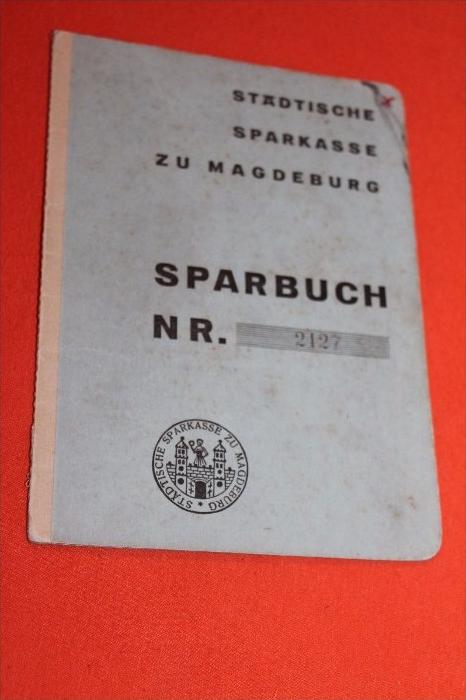 STÄDTISCHE
SPARKASSE
ZU MAGDEBURG
SPARBUCH
NR. 2127
STÄDTISCHE SPARKASSE ZU MAGDEBURG